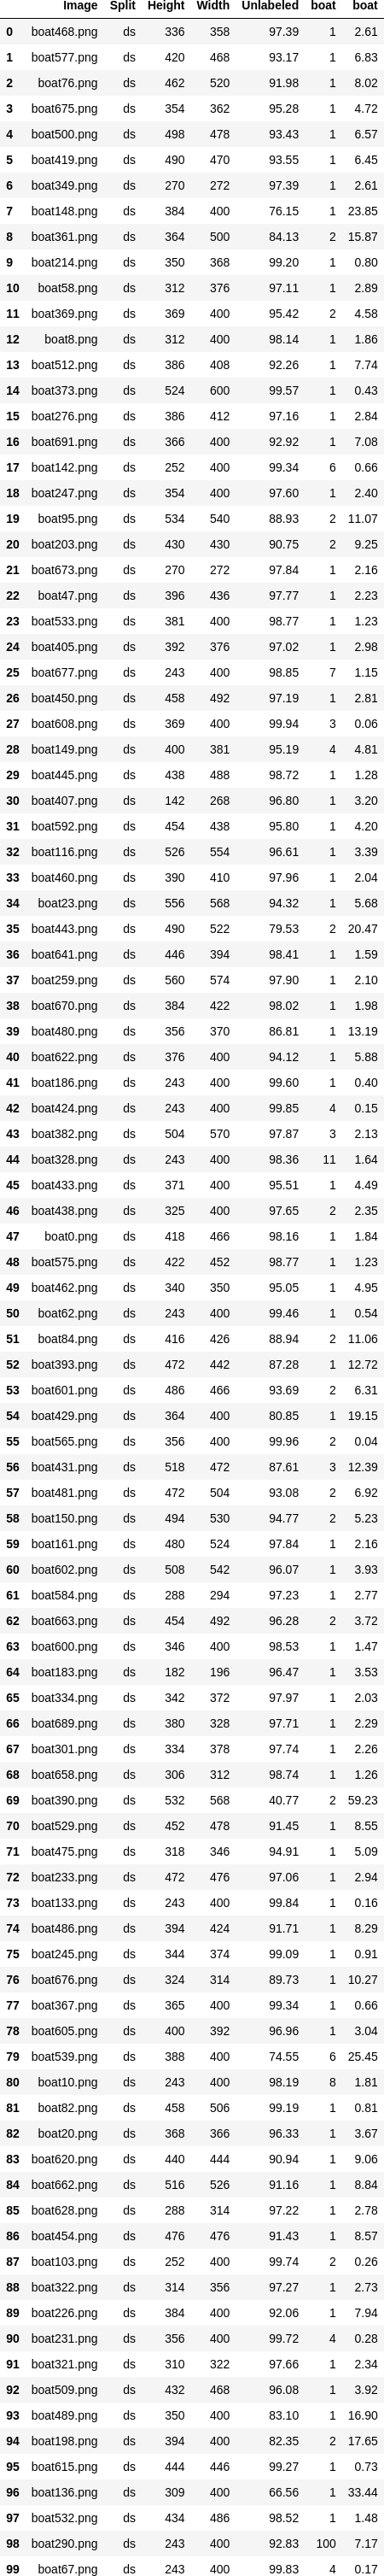 Image Split Height Width Unlabeled boat boat
0 boat468.png ds 336 358 97.39 1 2.61
1 boat577.png ds 420 468 93.17 1 6.83
2 boat76.png ds 462 520 91.98 1 8.02
3 boat675.png ds 354 362 95.28 1 4.72
4 boat500.png ds 498 478 93.43 1 6.57
5 boat419.png ds 490 470 93.55 1 6.45
6 boat349.png ds 270 272 97.39 1 2.61
7 boat148.png ds 384 400 76.15 1 23.85
8 boat361.png ds 364 500 84.13 2 15.87
9 boat214.png ds 350 368 99.20 1 0.80
10 boat58.png ds 312 376 97.11 1 2.89
11 boat369.png ds 369 400 95.42 2 4.58
12 boat8.png ds 312 400 98.14 1 1.86
13 boat512.png ds 386 408 92.26 1 7.74
14 boat373.png ds 524 600 99.57 1 0.43
15 boat276.png ds 386 412 97.16 1 2.84
16 boat691.png ds 366 400 92.92 1 7.08
17 boat142.png ds 252 400 99.34 6 0.66
18 boat247.png ds 354 400 97.60 1 2.40
19 boat95.png ds 534 540 88.93 2 11.07
20 boat203.png ds 430 430 90.75 2 9.25
21 boat673.png ds 270 272 97.84 1 2.16
22 boat47.png ds 396 436 97.77 1 2.23
23 boat533.png ds 381 400 98.77 1 1.23
24 boat405.png ds 392 376 97.02 1 2.98
25 boat677.png ds 243 400 98.85 7 1.15
26 boat450.png ds 458 492 97.19 1 2.81
27 boat608.png ds 369 400 99.94 3 0.06
28 boat149.png ds 400 381 95.19 4 4.81
29 boat445.png ds 438 488 98.72 1 1.28
30 boat407.png ds 142 268 96.80 1 3.20
31 boat592.png ds 454 438 95.80 1 4.20
32 boat116.png ds 526 554 96.61 1 3.39
33 boat460.png ds 390 410 97.96 1 2.04
34 boat23.png ds 556 568 94.32 1 5.68
35 boat443.png ds 490 522 79.53 2 20.47
36 boat641.png ds 446 394 98.41 1 1.59
37 boat259.png ds 560 574 97.90 1 2.10
38 boat670.png ds 384 422 98.02 1 1.98
39 boat480.png ds 356 370 86.81 1 13.19
40 boat622.png ds 376 400 94.12 1 5.88
41 boat186.png ds 243 400 99.60 1 0.40
42 boat424.png ds 243 400 99.85 4 0.15
43 boat382.png ds 504 570 97.87 3 2.13
44 boat328.png ds 243 400 98.36 11 1.64
45 boat433.png ds 371 400 95.51 1 4.49
46 boat438.png ds 325 400 97.65 2 2.35
47 boat0.png ds 418 466 98.16 1 1.84
48 boat575.png ds 422 452 98.77 1 1.23
49 boat462.png ds 340 350 95.05 1 4.95
50 boat62.png ds 243 400 99.46 1 0.54
51 boat84.png ds 416 426 88.94 2 11.06
52 boat393.png ds 472 442 87.28 1 12.72
53 boat601.png ds 486 466 93.69 2 6.31
54 boat429.png ds 364 400 80.85 1 19.15
55 boat565.png ds 356 400 99.96 2 0.04
56 boat431.png ds 518 472 87.61 3 12.39
57 boat481.png ds 472 504 93.08 2 6.92
58 boat150.png ds 494 530 94.77 2 5.23
59 boat161.png ds 480 524 97.84 1 2.16
60 boat602.png ds 508 542 96.07 1 3.93
61 boat584.png ds 288 294 97.23 1 2.77
62 boat663.png ds 454 492 96.28 2 3.72
63 boat600.png ds 346 400 98.53 1 1.47
64 boat183.png ds 182 196 96.47 1 3.53
65 boat334.png ds 342 372 97.97 1 2.03
66 boat689.png ds 380 328 97.71 1 2.29
67 boat301.png ds 334 378 97.74 1 2.26
68 boat658.png ds 306 312 98.74 1 1.26
69 boat390.png ds 532 568 40.77 2 59.23
70 boat529.png ds 452 478 91.45 1 8.55
71 boat475.png ds 318 346 94.91 1 5.09
72 boat233.png ds 472 476 97.06 1 2.94
73 boat133.png ds 243 400 99.84 1 0.16
74 boat486.png ds 394 424 91.71 1 8.29
75 boat245.png ds 344 374 99.09 1 0.91
76 boat676.png ds 324 314 89.73 1 10.27
77 boat367.png ds 365 400 99.34 1 0.66
78 boat605.png ds 400 392 96.96 1 3.04
79 boat539.png ds 388 400 74.55 6 25.45
80 boat10.png ds 243 400 98.19 8 1.81
81 boat82.png ds 458 506 99.19 1 0.81
82 boat20.png ds 368 366 96.33 1 3.67
83 boat620.png ds 440 444 90.94 1 9.06
84 boat662.png ds 516 526 91.16 1 8.84
85 boat628.png ds 288 314 97.22 1 2.78
86 boat454.png ds 476 476 91.43 1 8.57
87 boat103.png ds 252 400 99.74 2 0.26
88 boat322.png ds 314 356 97.27 1 2.73
89 boat226.png ds 384 400 92.06 1 7.94
90 boat231.png ds 356 400 99.72 4 0.28
91 boat321.png ds 310 322 97.66 1 2.34
92 boat509.png ds 432 468 96.08 1 3.92
93 boat489.png ds 350 400 83.10 1 16.90
94 boat198.png ds 394 400 82.35 2 17.65
95 boat615.png ds 444 446 99.27 1 0.73
96 boat136.png ds 309 400 66.56 1 33.44
97 boat532.png ds 434 486 98.52 1 1.48
98 boat290.png ds 243 400 92.83 100 7.17
99 boat67.png ds 243 400 99.83 4 0.17